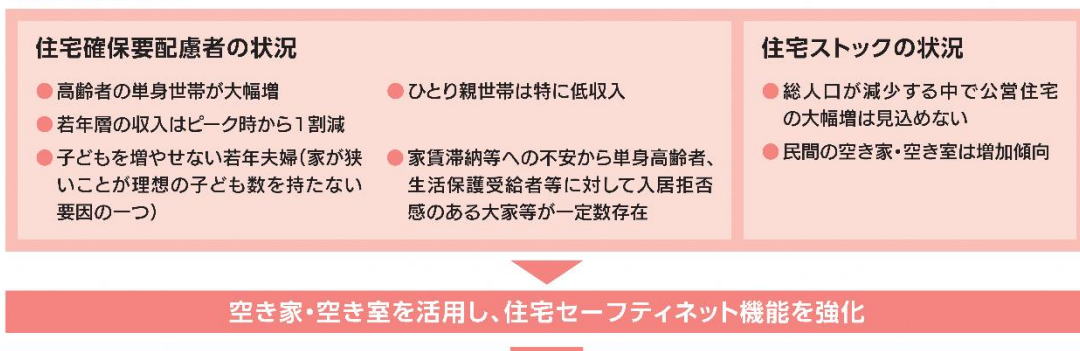 住宅確保要配慮者の状況
●高齢者の単身世帯が大幅増
●若年層の収入はピーク時から1割減
●子どもを増やせない若年夫婦(家が狭
いことが理想の子ども数を持たない
要因の一つ)
●ひとり親世帯は特に低収入
●家賃滞納等への不安から単身高齢者、
生活保護受給者等に対して入居拒否
感のある大家等が一定数存在
住宅ストックの状況
●総人口が減少する中で公営住宅
の大幅増は見込めない
●民間の空き家・空き室は増加傾向
空き家・空き室を活用し、住宅セーフティネット機能を強化